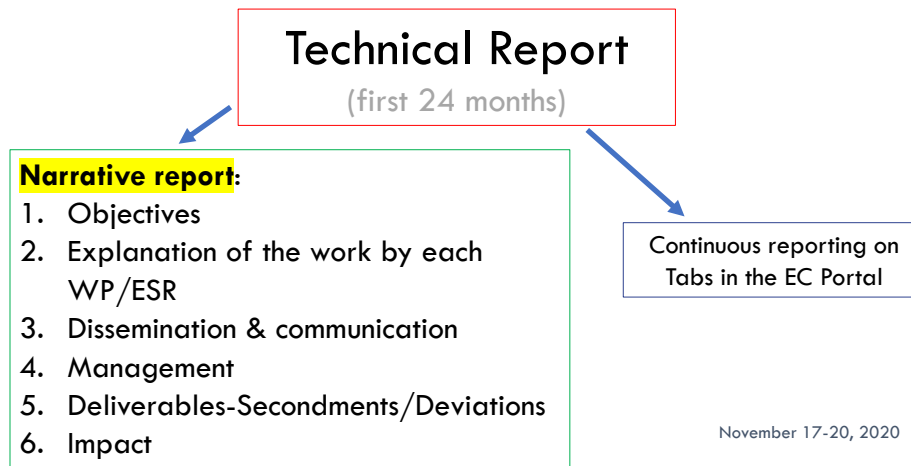 Technical Report
(first 24 months)
Narrative report:
1. Objectives
2. Explanation of the work by each
WP/ESR
3. Dissemination & communication
4. Management
5. Deliverables-Secondments/Deviations
6. Impact
Continuous reporting on
Tabs in the EC Portal
November 17-20, 2020